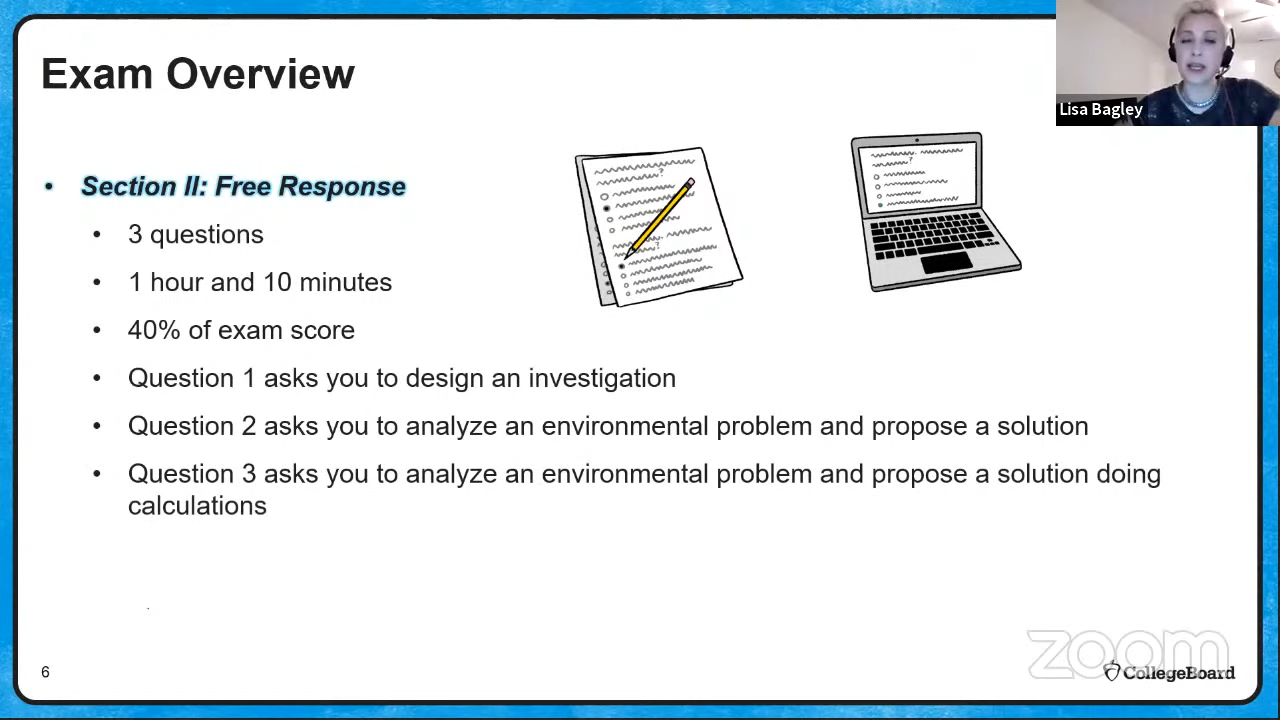 Exam Overview
Lisa Bagley
• Section II: Free Response
• 3 questions
• 1 hour and 10 minutes
• 40% of exam score
• Question 1 asks you to design an investigation
• Question 2 asks you to analyze an environmental problem and propose a solution
• Question 3 asks you to analyze an environmental problem and propose a solution doing
calculations
zoom
6
CollegeBoard